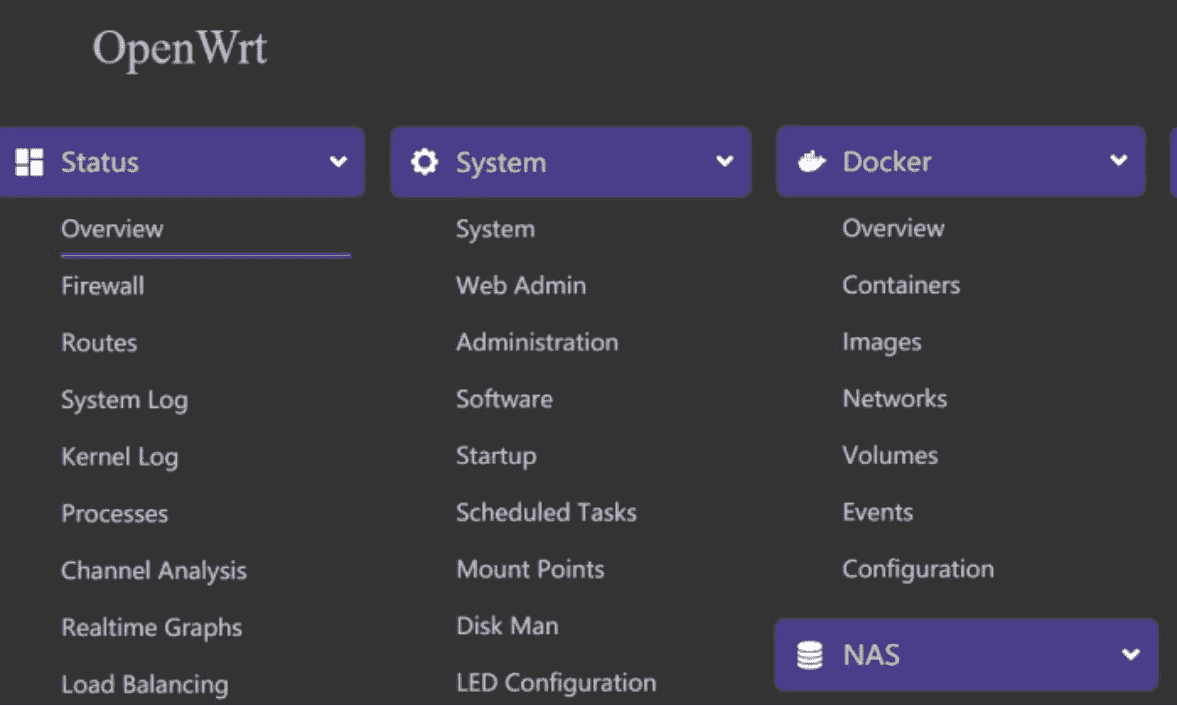 OpenWrt
Status
Overview
Firewall
Routes
System Log
Kernel Log
Processes
Channel Analysis
Realtime Graphs
Load Balancing
System
System
Web Admin
Administration
Software
Startup
Scheduled Tasks
Mount Points
Disk Man
LED Configuration
Docker
Overview
Containers
Images
Networks
Volumes
Events
Configuration
NAS